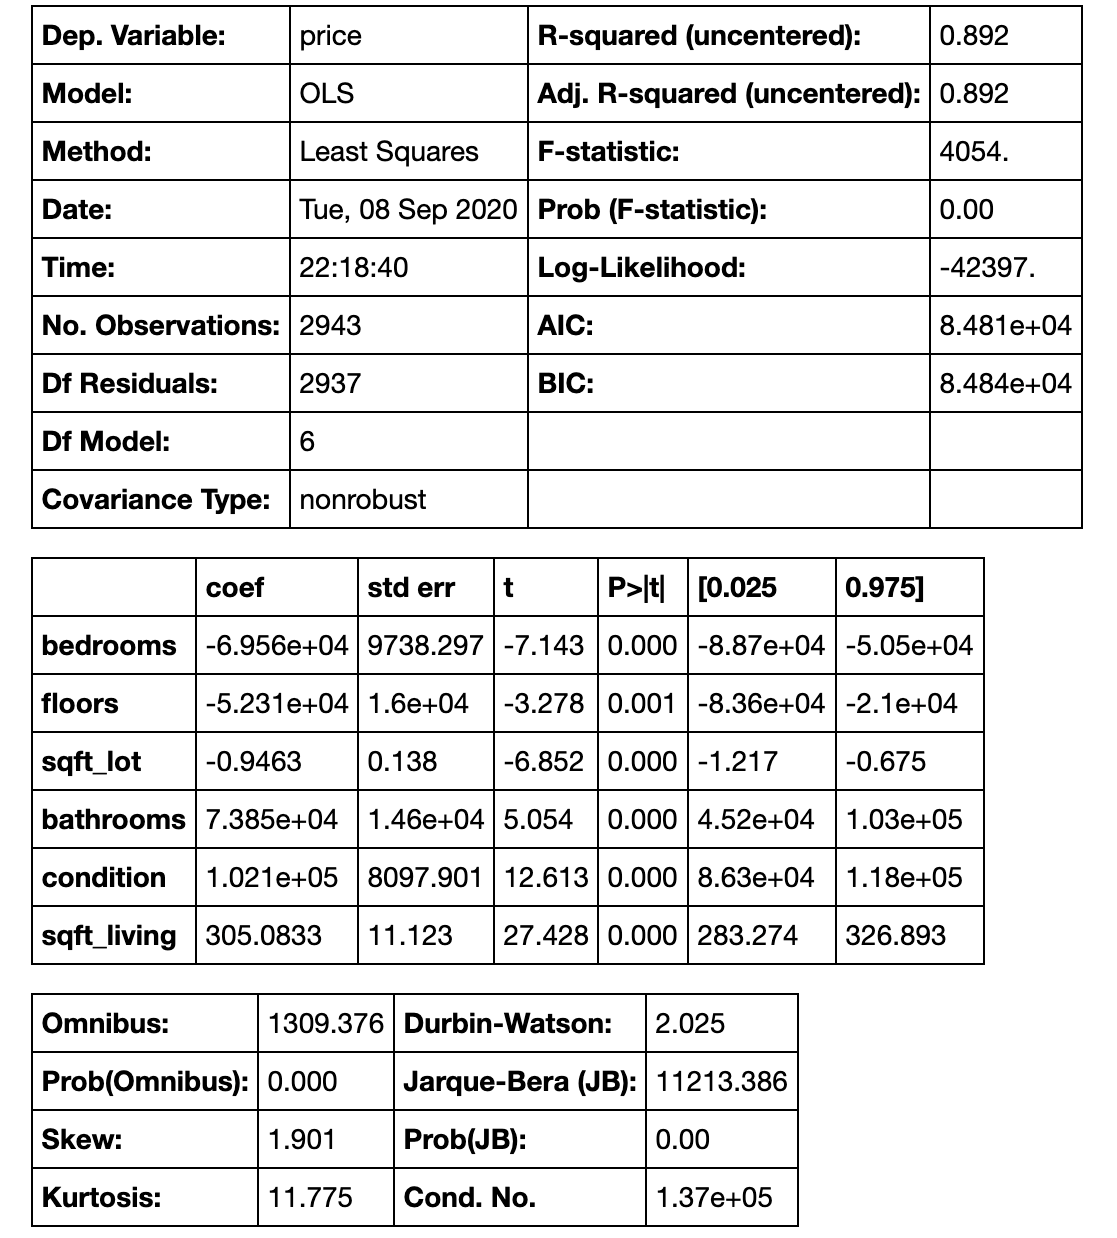 Dep. Variable: price R-squared (uncentered): 0.892
Model: OLS Adj. R-squared (uncentered): 0.892
Method: Least Squares F-statistic: 4054.
Date: Tue, 08 Sep 2020 Prob (F-statistic): 0.00
Time: 22:18:40 Log-Likelihood: -42397.
No. Observations: 2943 AIC: 8.481e+04
Df Residuals: 2937 BIC: 8.484e+04
Df Model: 6
Covariance Type: nonrobust
coef std err t P>|t| [0.025 0.975]
bedrooms -6.956e+04 9738.297 -7.143 0.000 -8.87e+04 -5.05e+04
floors -5.231e+04 1.6e+04 -3.278 0.001 -8.36e+04 -2.1e+04
sqft_lot -0.9463 0.138 -6.852 0.000 -1.217 -0.675
bathrooms 7.385e+04 1.46e+04 5.054 0.000 4.52e+04 1.03e+05
condition 1.021e+05 8097.901 12.613 0.000 8.63e+04 1.18e+05
sqft_living 305.0833 11.123 27.428 0.000 283.274 326.893
Omnibus: 1309.376 Durbin-Watson: 2.025
Prob(Omnibus): 0.000 Jarque-Bera (JB): 11213.386
Skew: 1.901 Prob(JB): 0.00
Kurtosis: 11.775 Cond. No. 1.37e+05